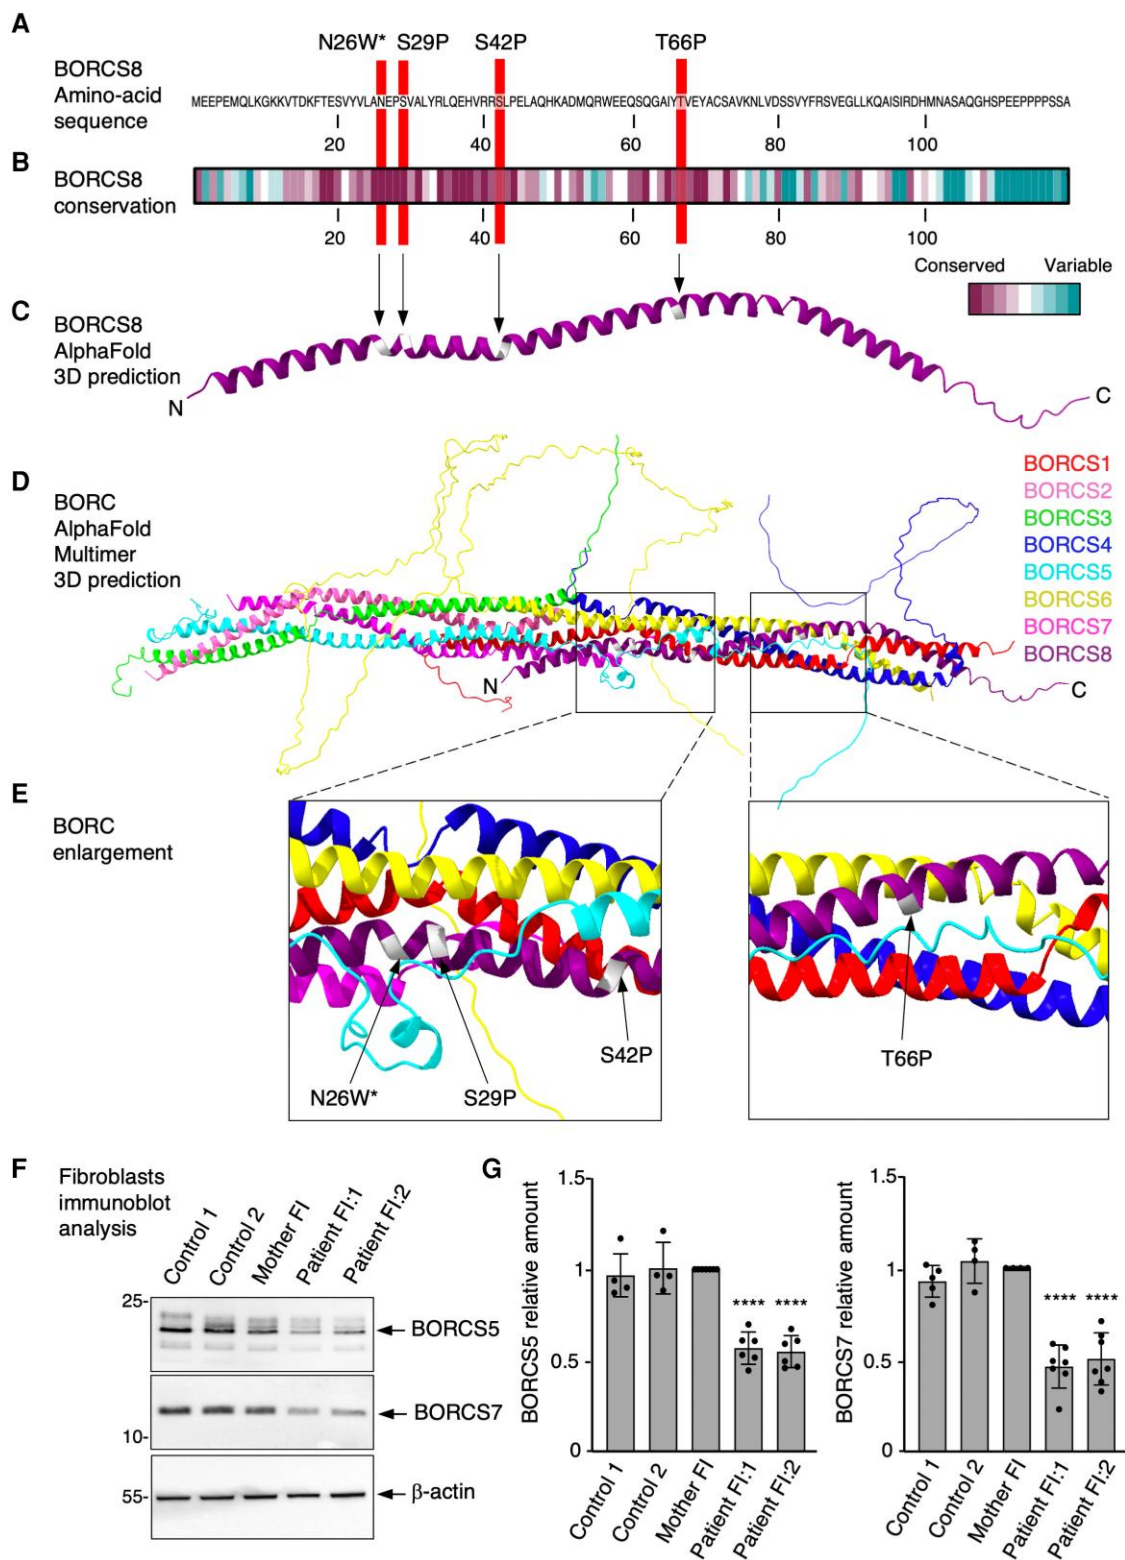 A
N26W* S29P S42P T66P
BORCS8
Amino-acid
sequence
MEEPEMQLKGKKVTDKFTESVYVLANEPSVALYRLQEHVRRSLPELAQHKADMQRWEEQSQGAIYTVEYACSAVKNLVDSSVYFRSVEGLLKQAISIRDHMNASAQGHSPEEPPPPSSA
20 40 60 80 100
B
BORCS8
conservation
20 40 60 80 100
Conserved Variable
C
BORCS8
AlphaFold
3D prediction
N
C
D
BORC
AlphaFold
Multimer
3D prediction
BORCS1
BORCS2
BORCS3
BORCS4
BORCS5
BORCS6
BORCS7
BORCS8
N
C
E
BORC
enlargement
N26W*
S29P
S42P
T66P
F
Fibroblasts
immunoblot
analysis
Control 1
Control 2
Mother FI
Patient FI:1
Patient FI:2
25-
BORCS5
BORCS7
10-
55-
β-actin
G
BORCS5 relative amount
1.5
1
0.5
0
**** ****
Control 1
Control 2
Mother FI
Patient FI:1
Patient FI:2
BORCS7 relative amount
1.5
1
0.5
0
**** ****
Control 1
Control 2
Mother FI
Patient FI:1
Patient FI:2